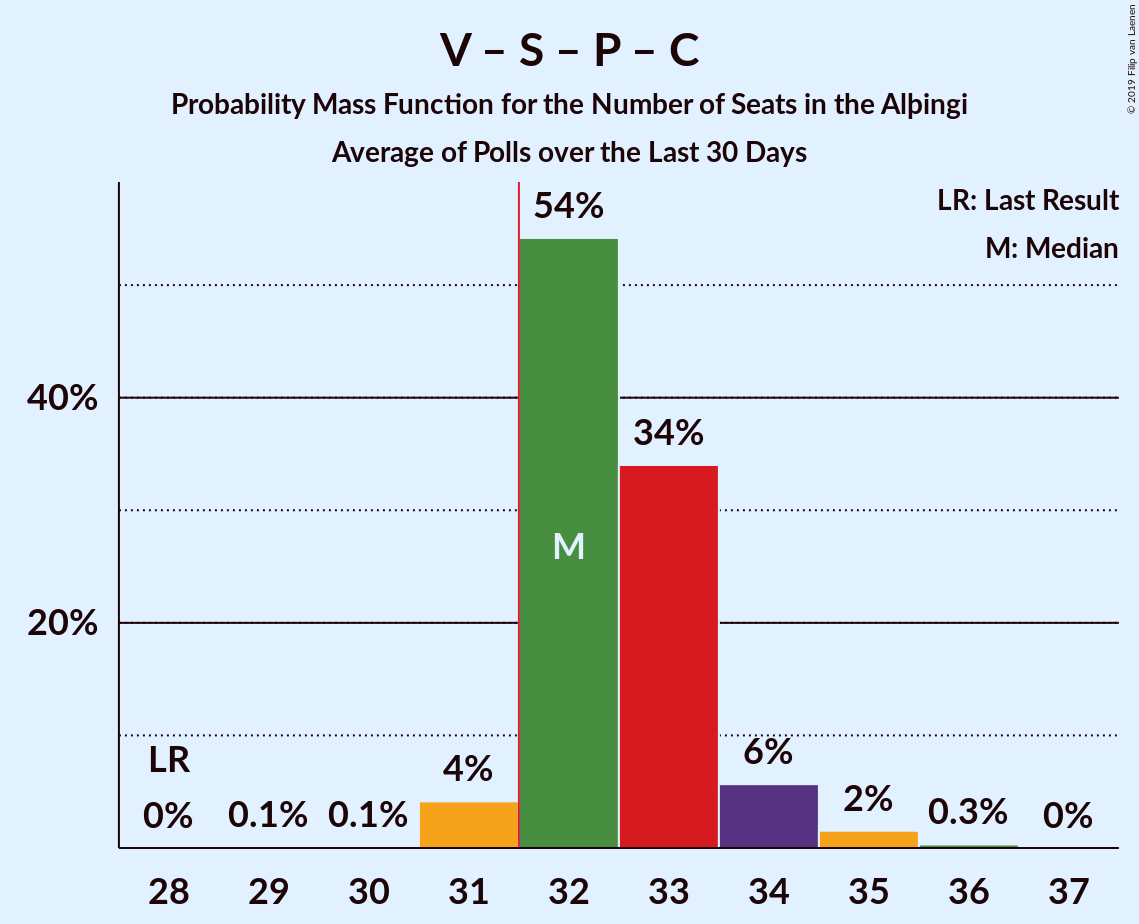 V – S – P – C
Probability Mass Function for the Number of Seats in the Alþingi
Average of Polls over the Last 30 Days
© 2019 Filip van Laenen
LR: Last Result
M: Median
54%
40%
34%
M
20%
LR
0%
0.1%
0.1%
4%
6%
2%
0.3%
0%
28 29 30 31 32 33 34 35 36 37